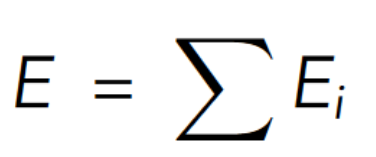 E = ∑ Eᵢ